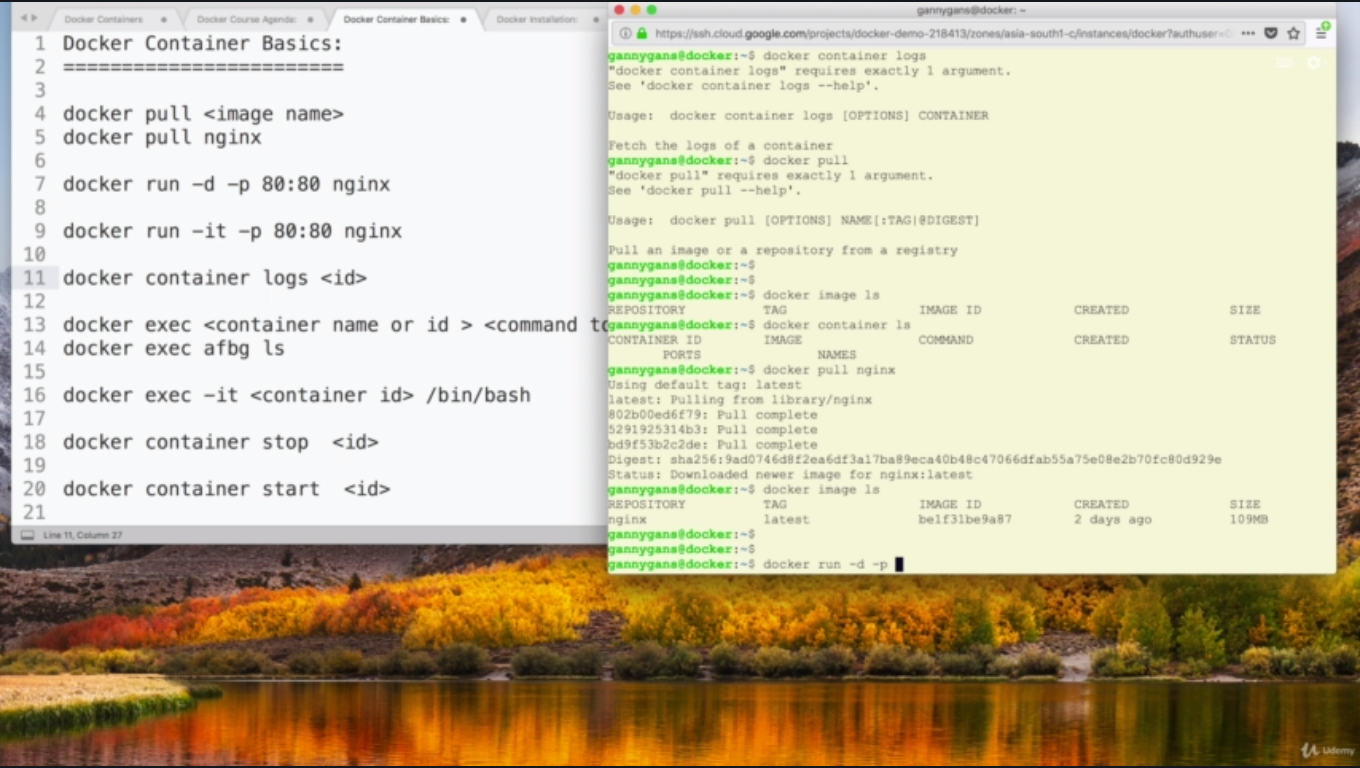 Docker Containers
Docker Course Agenda:
Docker Container Basics:
Docker Installation:
1 Docker Container Basics:
2 ========================
3
4 docker pull <image name>
5 docker pull nginx
6
7 docker run -d -p 80:80 nginx
8
9 docker run -it -p 80:80 nginx
10
11 docker container logs <id>
12
13 docker exec <container name or id > <command to
14 docker exec afbg ls
15
16 docker exec -it <container id> /bin/bash
17
18 docker container stop  <id>
19
20 docker container start  <id>
21
Line 11, Column 27
gannygans@docker: ~
https://ssh.cloud.google.com/projects/docker-demo-218413/zones/asia-south1-c/instances/docker?authuser=
gannygans@docker:~$ docker container logs
"docker container logs" requires exactly 1 argument.
See 'docker container logs --help'.
Usage:  docker container logs [OPTIONS] CONTAINER
Fetch the logs of a container
gannygans@docker:~$ docker pull
"docker pull" requires exactly 1 argument.
See 'docker pull --help'.
Usage:  docker pull [OPTIONS] NAME[:TAG|@DIGEST]
Pull an image or a repository from a registry
gannygans@docker:~$
gannygans@docker:~$
gannygans@docker:~$ docker image ls
REPOSITORY TAG IMAGE ID CREATED SIZE
gannygans@docker:~$ docker container ls
CONTAINER ID IMAGE COMMAND CREATED STATUS
PORTS NAMES
gannygans@docker:~$ docker pull nginx
Using default tag: latest
latest: Pulling from library/nginx
802b00ed6f79: Pull complete
5291925314b3: Pull complete
bd9f53b2c2de: Pull complete
Digest: sha256:9ad0746d8f2ea6df3a17ba89eca40b48c47066dfab55a75e08e2b70fc80d929e
Status: Downloaded newer image for nginx:latest
gannygans@docker:~$ docker image ls
REPOSITORY TAG IMAGE ID CREATED SIZE
nginx latest be1f31be9a87 2 days ago 109MB
gannygans@docker:~$
gannygans@docker:~$
gannygans@docker:~$ docker run -d -p
Udemy